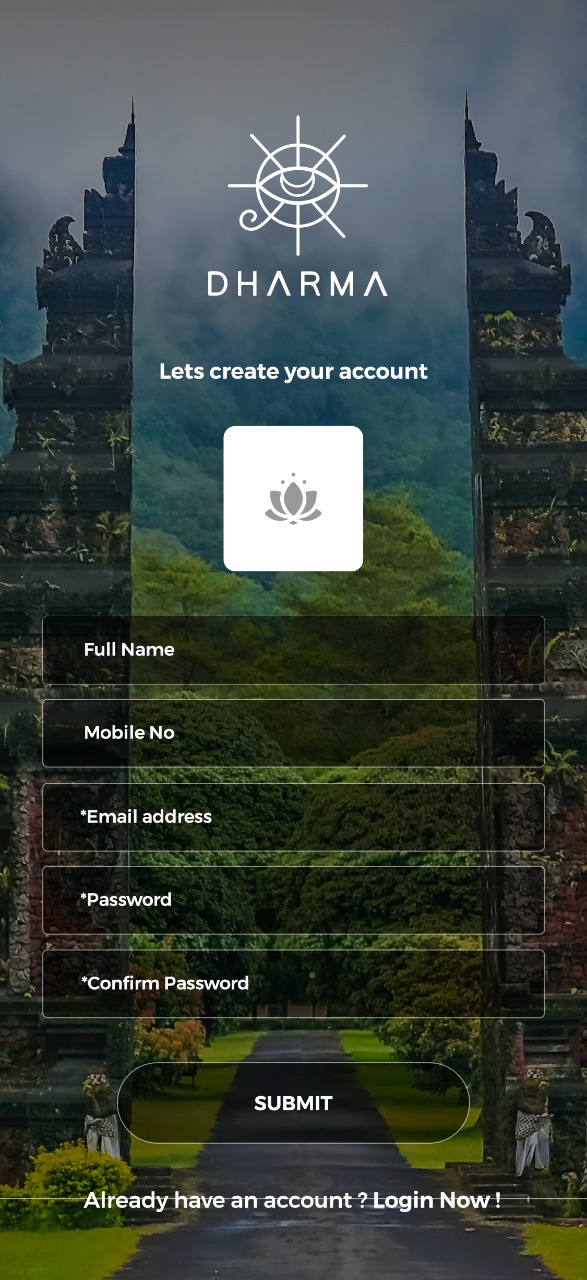 DHARMA
Lets create your account
Full Name
Mobile No
*Email address
*Password
*Confirm Password
SUBMIT
Already have an account ? Login Now !